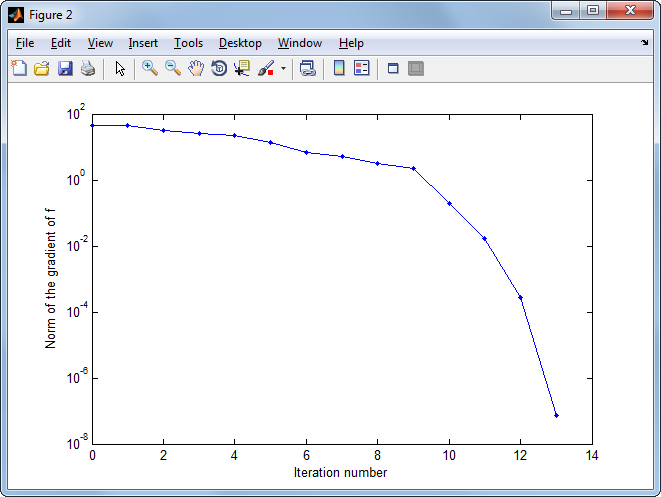 Figure 2
File Edit View Insert Tools Desktop Window Help
10^2
10^0
10^-2
10^-4
10^-6
10^-8
Norm of the gradient of f
0 2 4 6 8 10 12 14
Iteration number